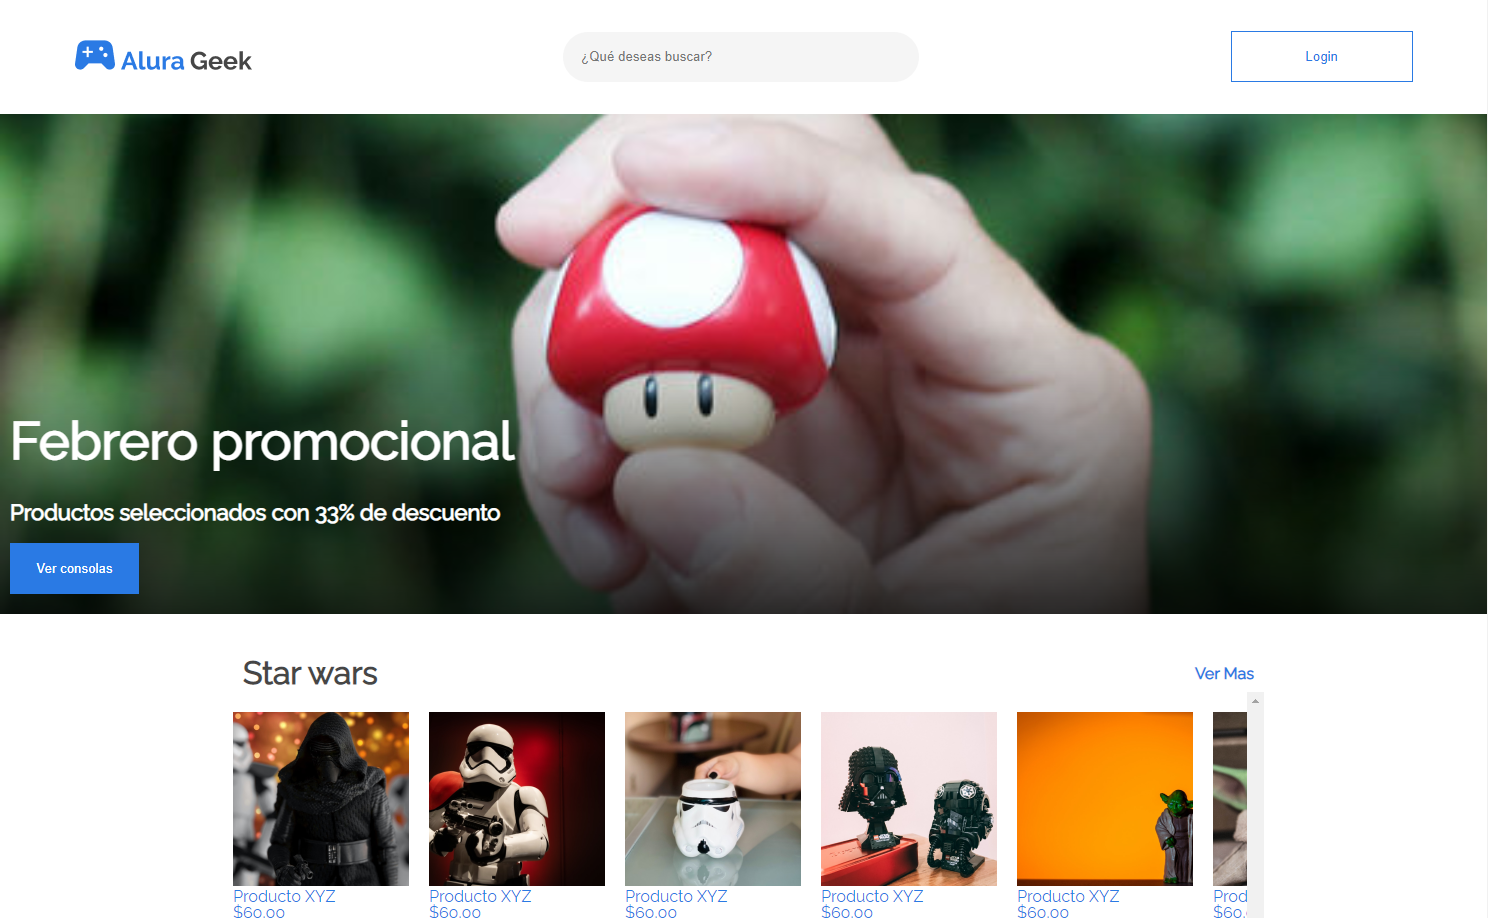 Alura Geek
¿Qué deseas buscar?
Login
Febrero promocional
Productos seleccionados con 33% de descuento
Ver consolas
Star wars
Ver Mas
Producto XYZ
$60.00
Producto XYZ
$60.00
Producto XYZ
$60.00
Producto XYZ
$60.00
Producto XYZ
$60.00
Prod
$60.